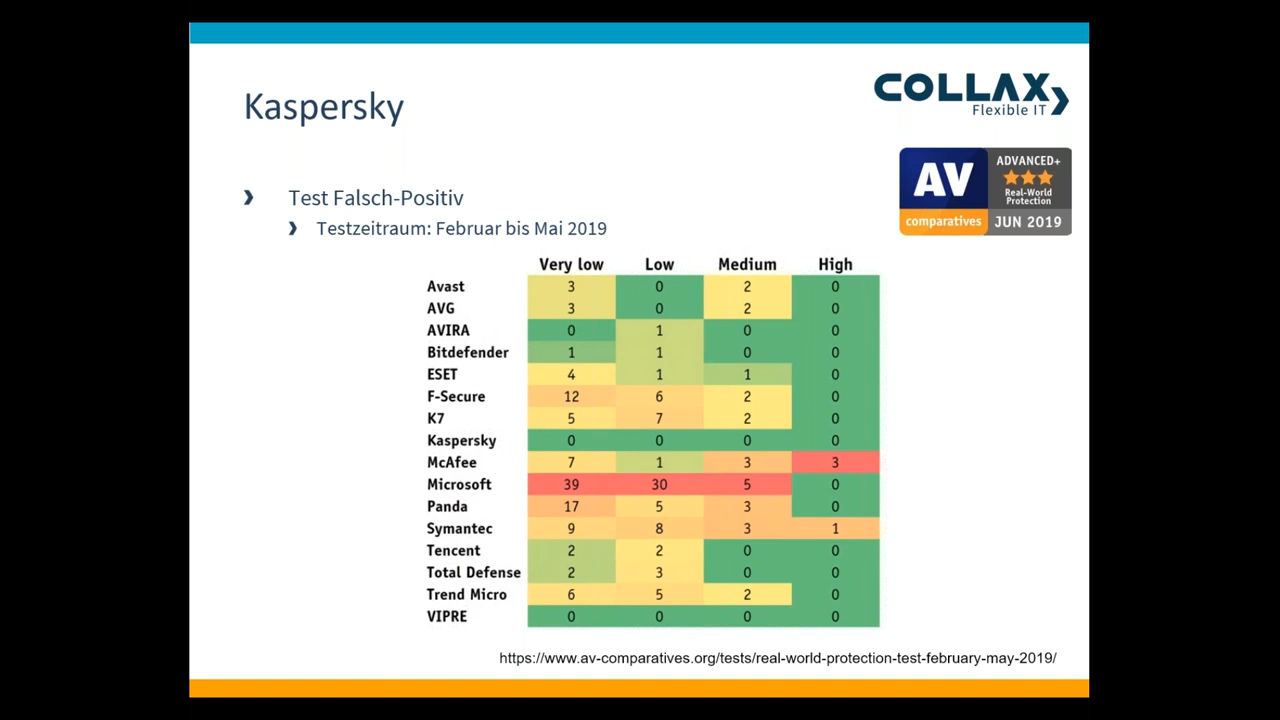 Kaspersky
COLLAX
Flexible IT
AV
comparatives
ADVANCED+
Real-World
Protection
JUN 2019
Test Falsch-Positiv
Testzeitraum: Februar bis Mai 2019
Very low Low Medium High
Avast 3 0 2 0
AVG 3 0 2 0
AVIRA 0 1 0 0
Bitdefender 1 1 0 0
ESET 4 1 1 0
F-Secure 12 6 2 0
K7 5 7 2 0
Kaspersky 0 0 0 0
McAfee 7 1 3 3
Microsoft 39 30 5 0
Panda 17 5 3 0
Symantec 9 8 3 1
Tencent 2 2 0 0
Total Defense 2 3 0 0
Trend Micro 6 5 2 0
VIPRE 0 0 0 0
https://www.av-comparatives.org/tests/real-world-protection-test-february-may-2019/